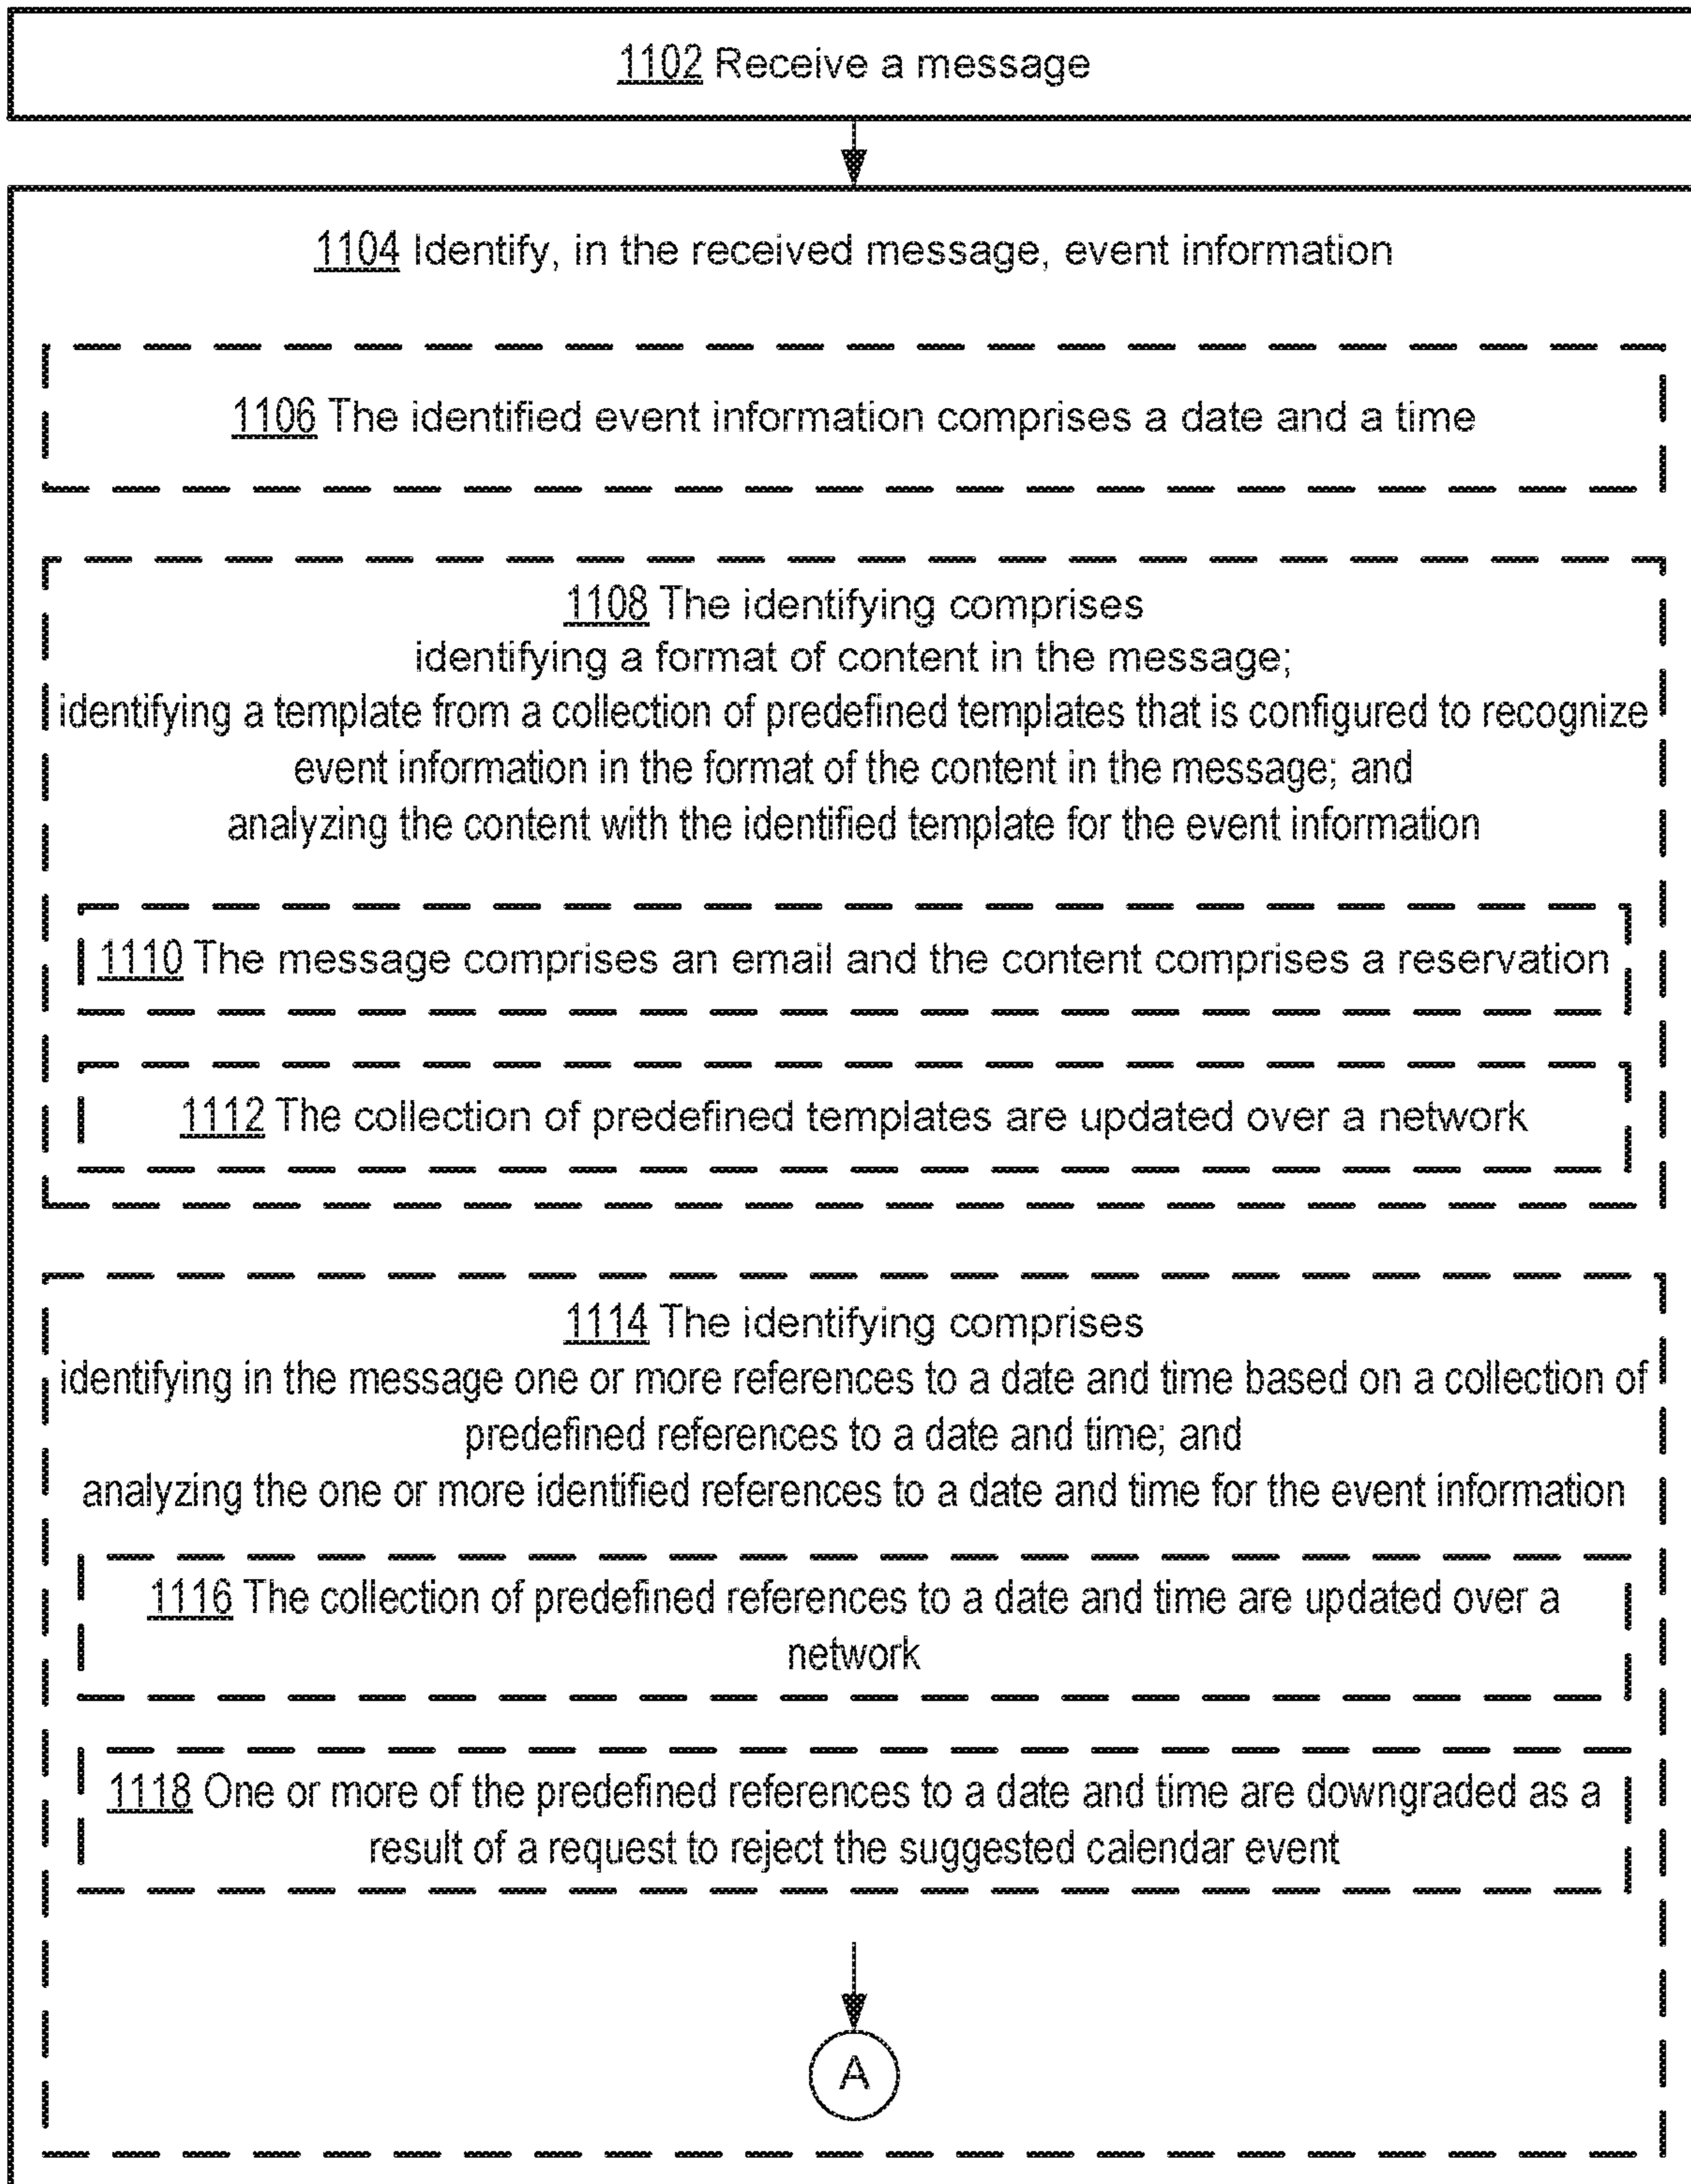 1102 Receive a message
1104 Identify, in the received message, event information
1106 The identified event information comprises a date and a time
1108 The identifying comprises
identifying a format of content in the message;
identifying a template from a collection of predefined templates that is configured to recognize
event information in the format of the content in the message; and
analyzing the content with the identified template for the event information
1110 The message comprises an email and the content comprises a reservation
1112 The collection of predefined templates are updated over a network
1114 The identifying comprises
identifying in the message one or more references to a date and time based on a collection of
predefined references to a date and time; and
analyzing the one or more identified references to a date and time for the event information
1116 The collection of predefined references to a date and time are updated over a
network
1118 One or more of the predefined references to a date and time are downgraded as a
result of a request to reject the suggested calendar event
A